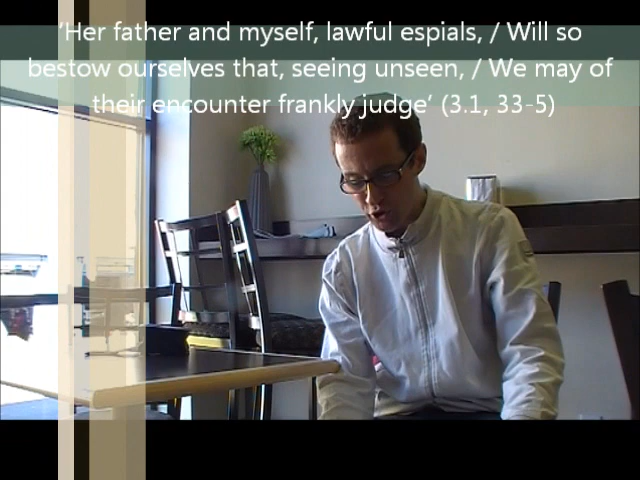 'Her father and myself, lawful espials, / Will so
bestow ourselves that, seeing unseen, / We may of
their encounter frankly judge' (3.1, 33-5)